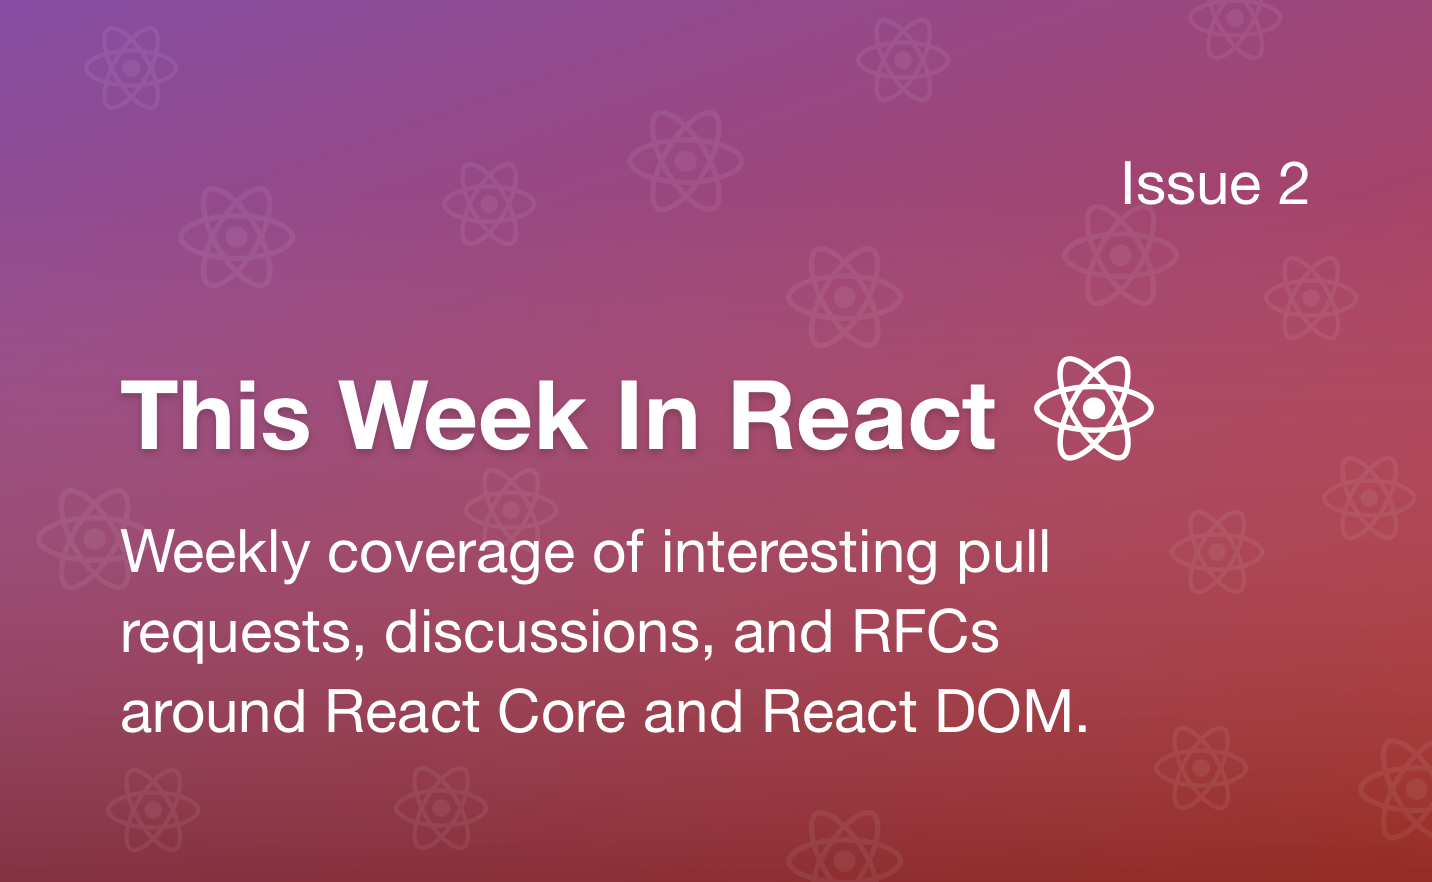 Issue 2
This Week In React
Weekly coverage of interesting pull
requests, discussions, and RFCs
around React Core and React DOM.